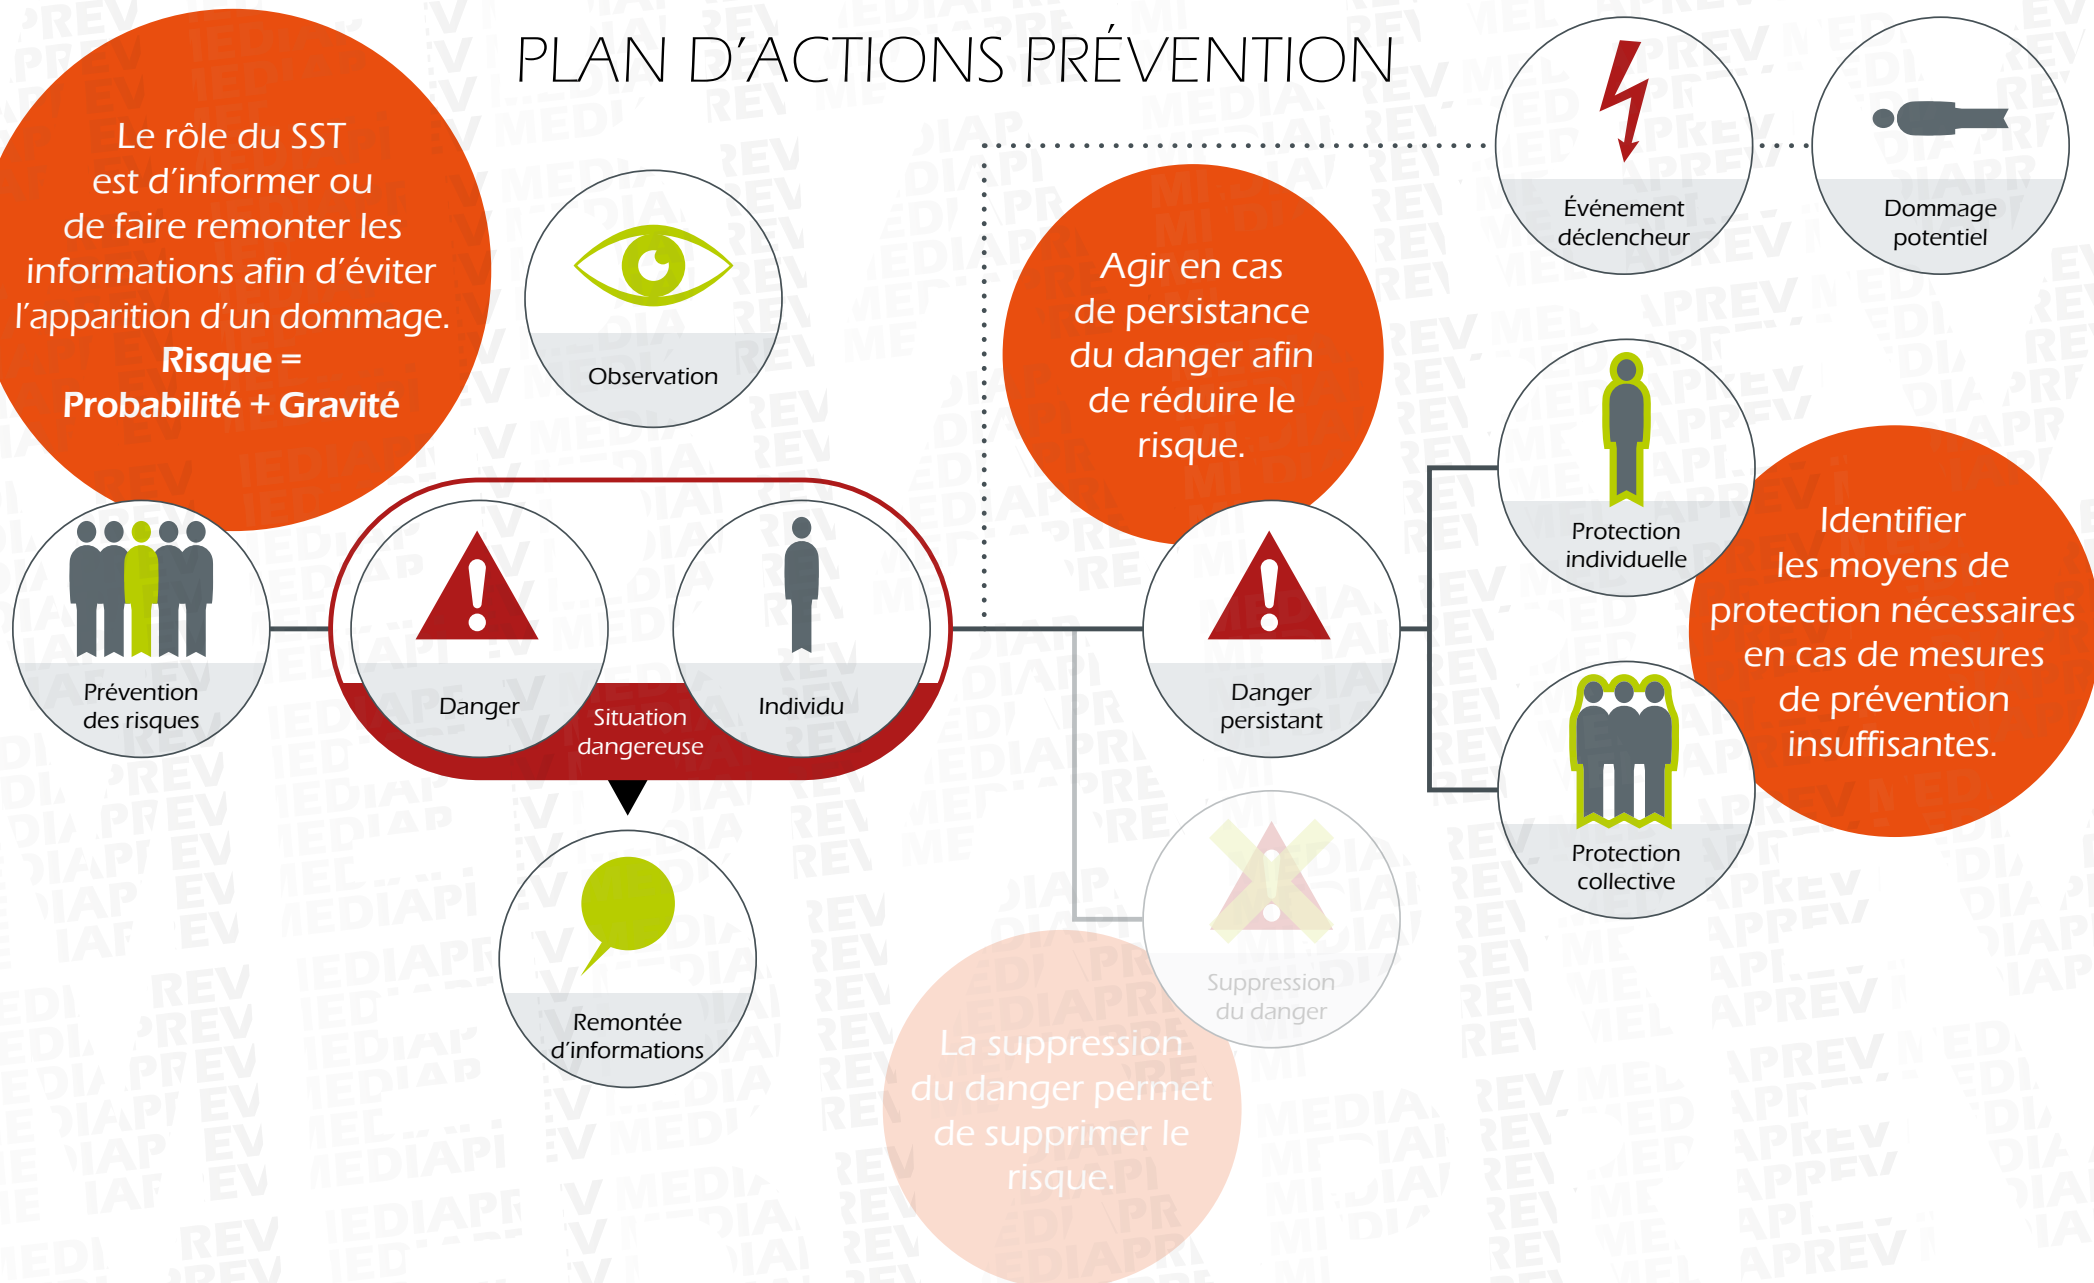 PLAN D'ACTIONS PRÉVENTION
Le rôle du SST
est d'informer ou
de faire remonter les
informations afin d'éviter
l'apparition d'un dommage.
Risque =
Probabilité + Gravité
Observation
Agir en cas
de persistance
du danger afin
de réduire le
risque.
Événement
déclencheur
Dommage
potentiel
Prévention
des risques
Danger
Situation
dangereuse
Individu
Danger
persistant
Protection
individuelle
Identifier
les moyens de
protection nécessaires
en cas de mesures
de prévention
insuffisantes.
Protection
collective
Remontée
d'informations
Suppression
du danger
La suppression
du danger permet
de supprimer le
risque.